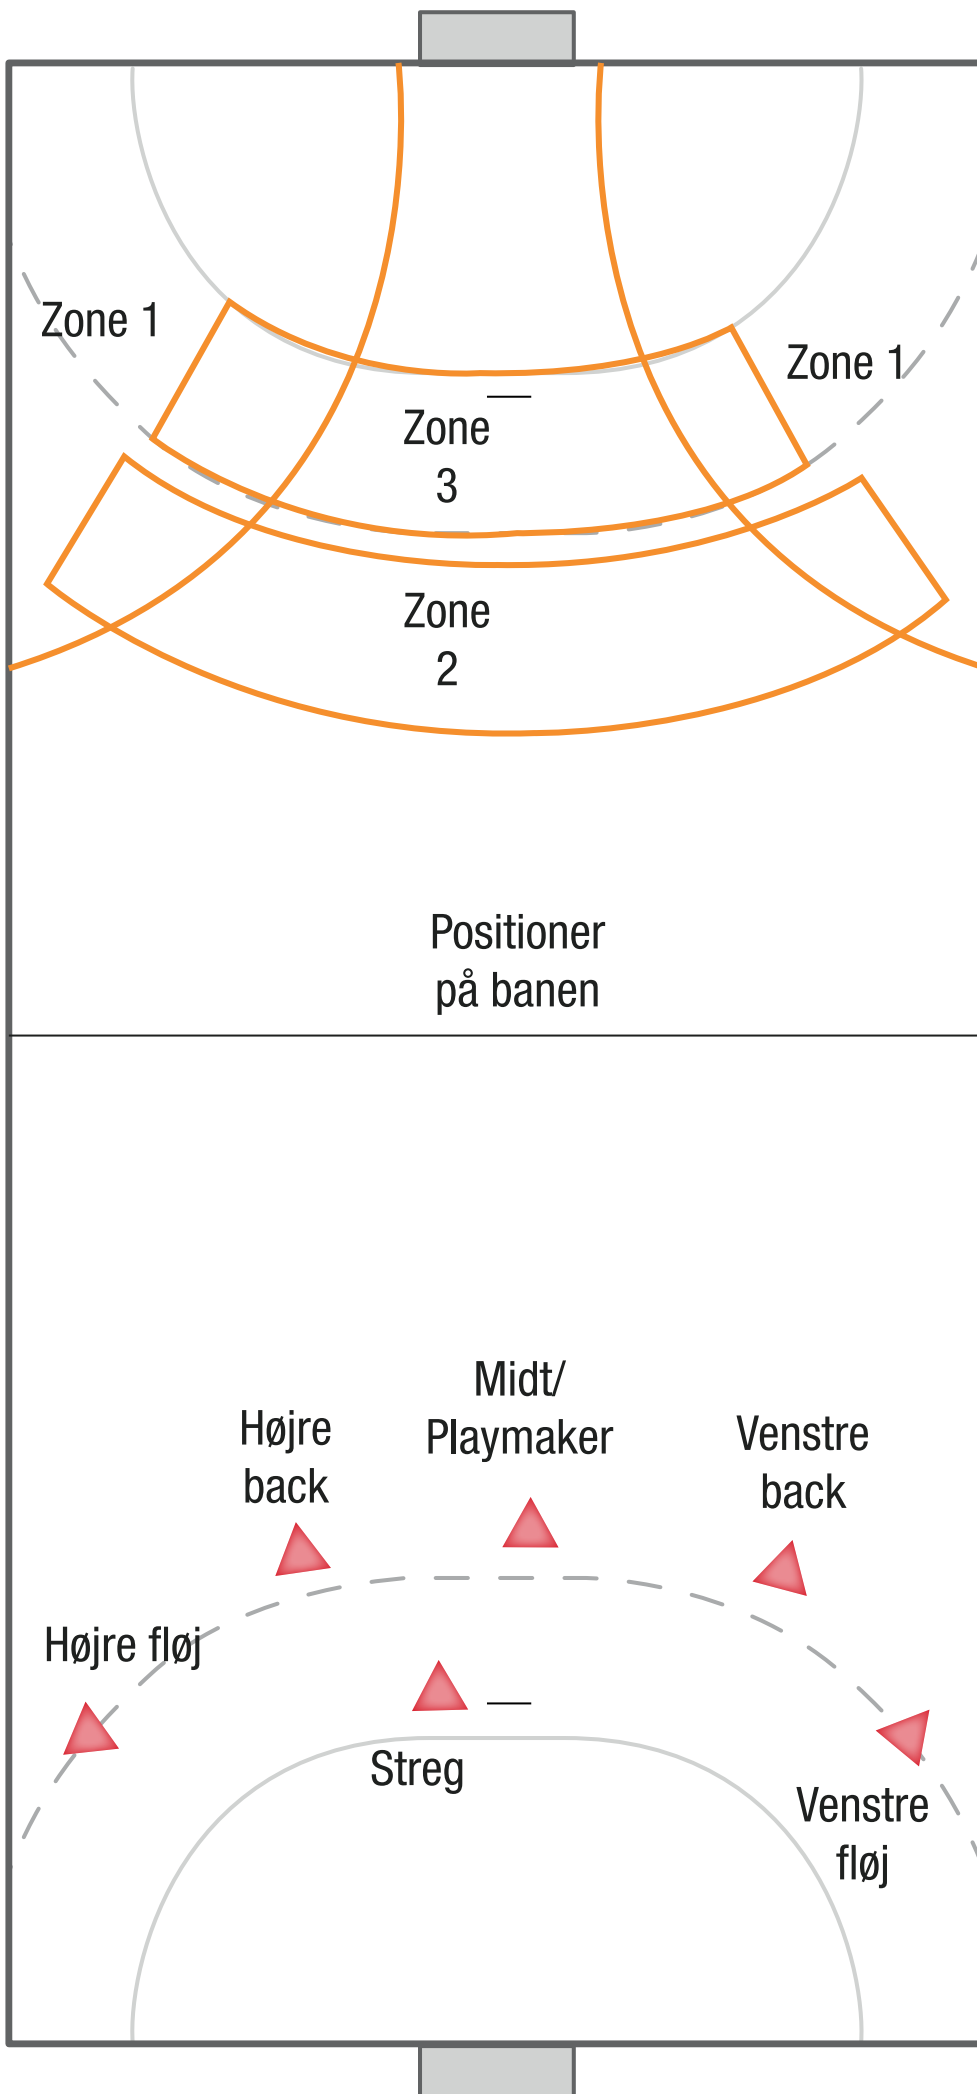 Zone 1
Zone 1
Zone
3
Zone
2
Positioner
på banen
Midt/
Playmaker
Højre
back
Venstre
back
Højre fløj
Streg
Venstre
fløj